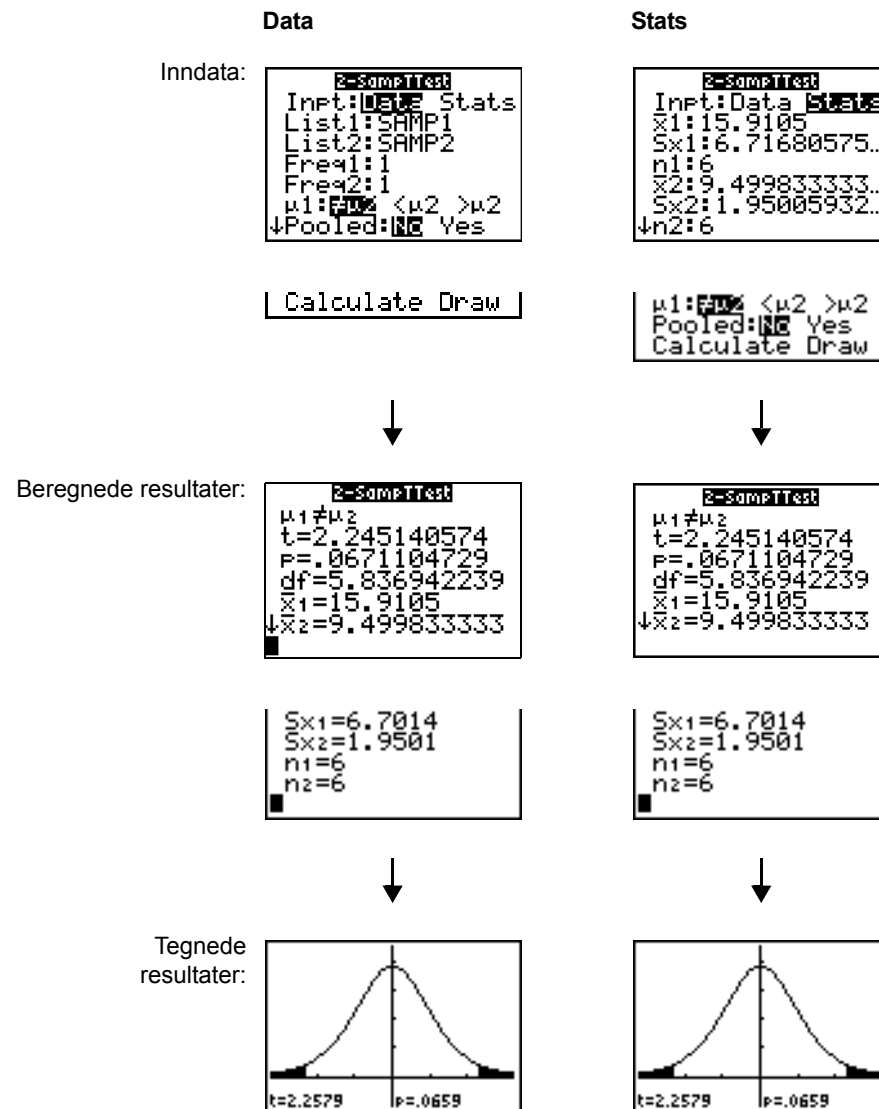 Data
Stats
Inndata:
2-SampTTest
Inpt:Data Stats
List1:SAMP1
List2:SAMP2
Freq1:1
Freq2:1
μ1:≠μ2 <μ2 >μ2
↓Pooled:No Yes
2-SampTTest
Inpt:Data Stats
x̄1:15.9105
Sx1:6.71680575…
n1:6
x̄2:9.499833333…
Sx2:1.95005932…
↓n2:6
Calculate Draw
μ1:≠μ2 <μ2 >μ2
Pooled:No Yes
Calculate Draw
Beregnede resultater:
2-SampTTest
μ1≠μ2
t=2.245140574
p=.0671104729
df=5.836942239
x̄1=15.9105
↓x̄2=9.499833333
2-SampTTest
μ1≠μ2
t=2.245140574
p=.0671104729
df=5.836942239
x̄1=15.9105
↓x̄2=9.499833333
Sx1=6.7014
Sx2=1.9501
n1=6
n2=6
Sx1=6.7014
Sx2=1.9501
n1=6
n2=6
Tegnede
resultater:
t=2.2579 p=.0659
t=2.2579 p=.0659